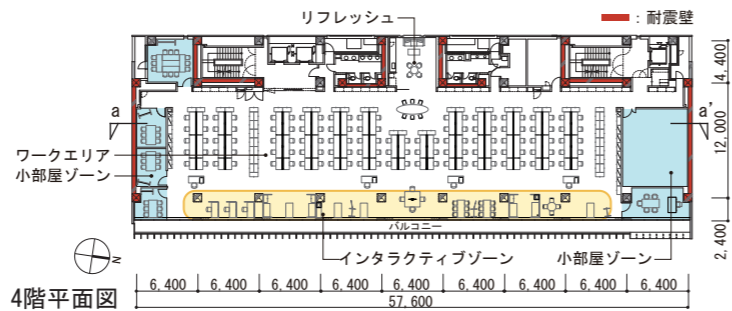 リフレッシュ
：耐震壁
4,400
a
a'
12,000
ワークエリア
小部屋ゾーン
2,400
バルコニー
N
インタラクティブゾーン
小部屋ゾーン
4階平面図
6,400 6,400 6,400 6,400 6,400 6,400 6,400 6,400 6,400
57,600